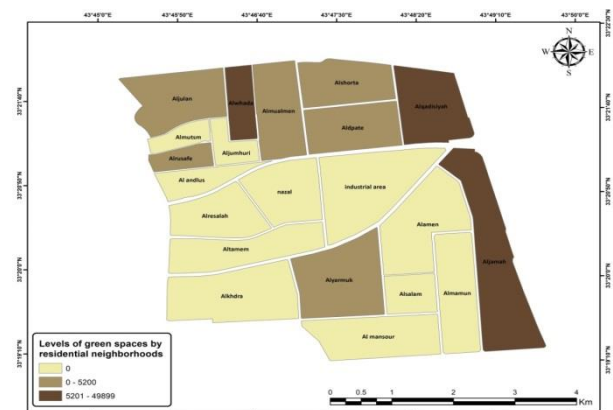 43°45'0"E 43°45'50"E 43°46'40"E 43°47'30"E 43°48'20"E 43°49'10"E 43°50'0"E
N
W E
S
Aljulan
Alwihada
Almualmen
Alshorta
Alqadisiyah
Aldpate
Almutsm
Aljumhuri
Alrusafe
Al andlus
nazal
industrial area
Alresalah
Alamen
Altamem
Aljamah
Alyarmuk
Alkhdra
Alsalam
Almamun
Al mansour
Levels of green spaces by
residential neighborhoods
0
0 - 5200
5201 - 49899
0 0.5 1 2 3 4
Km